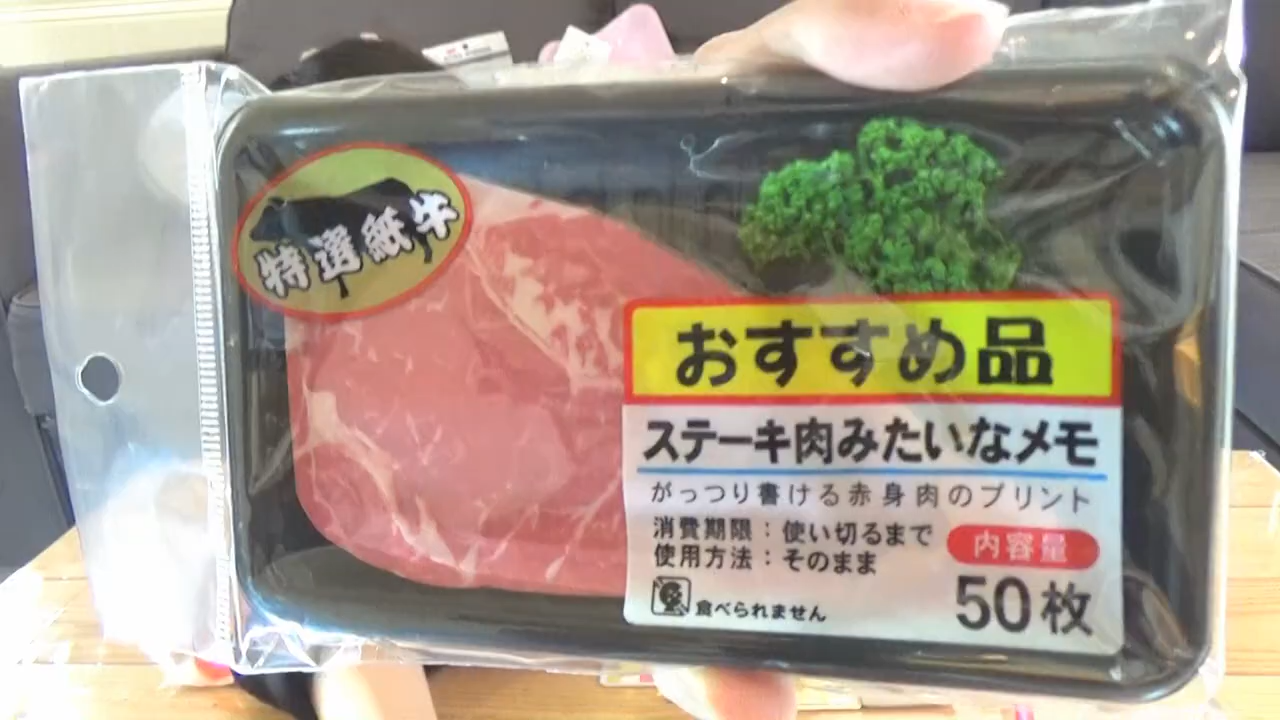 特選紙牛
おすすめ品
ステーキ肉みたいなメモ
がっつり書ける赤身肉のプリント
消費期限：使い切るまで
使用方法：そのまま
内容量
50枚
食べられません